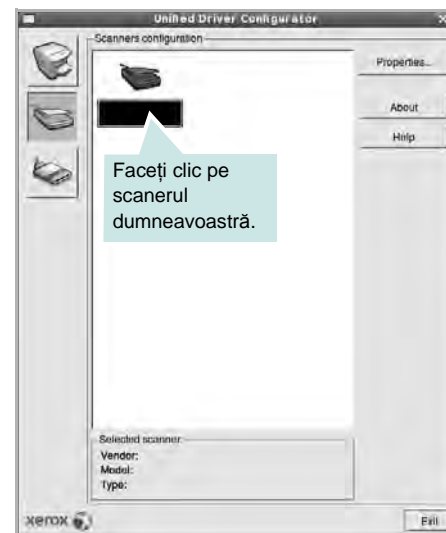 Unified Driver Configurator
Scanners configuration
Properties...
About
Help
Faceți clic pe
scanerul
dumneavoastră.
Selected scanner:
Vendor:
Model:
Type:
xerox
Exit